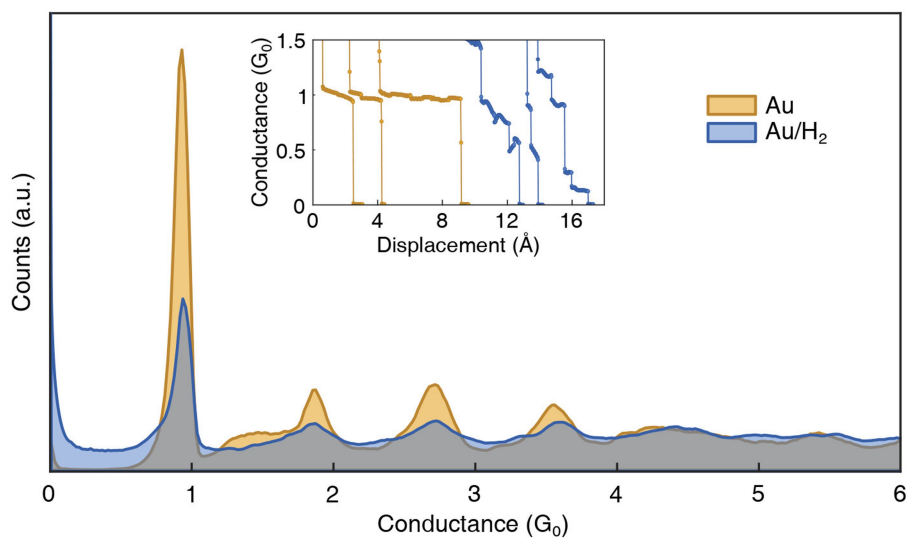 1.5
1
0.5
0
Conductance (G₀)
0 4 8 12 16
Displacement (Å)
Au
Au/H₂
Counts (a.u.)
0 1 2 3 4 5 6
Conductance (G₀)